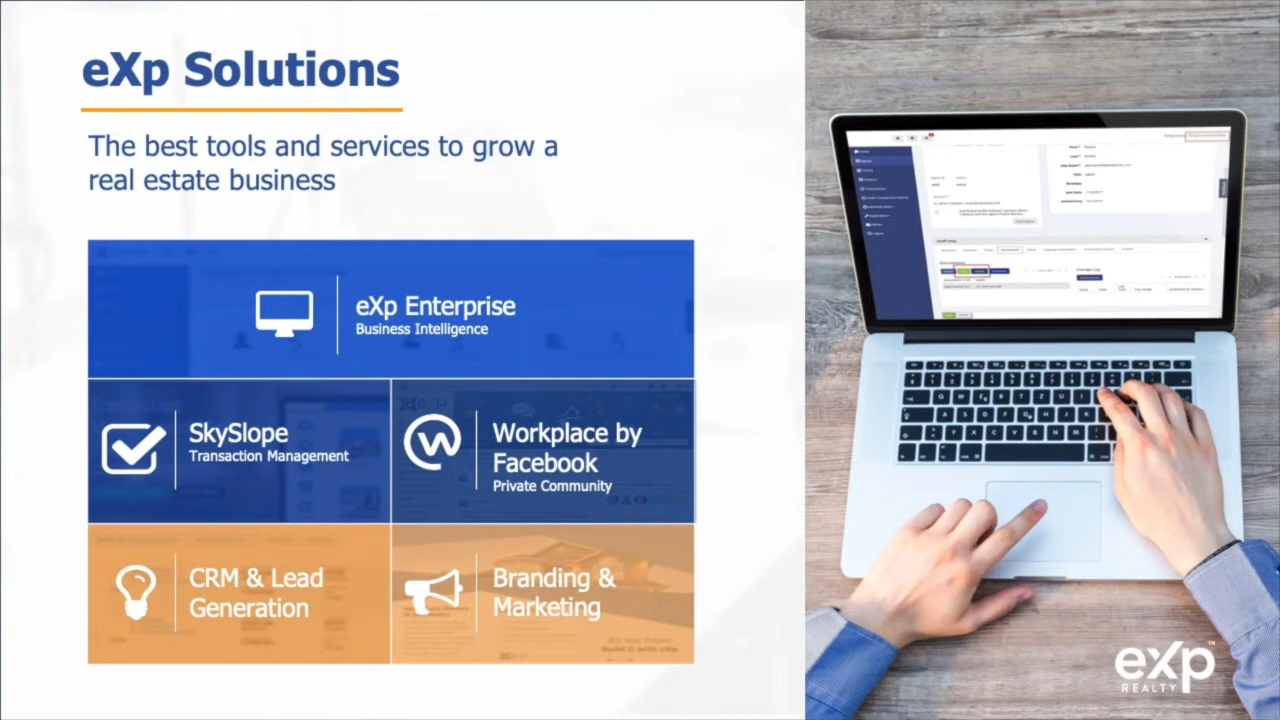 eXp Solutions
The best tools and services to grow a
real estate business
eXp Enterprise
Business Intelligence
SkySlope
Transaction Management
Workplace by
Facebook
Private Community
CRM & Lead
Generation
Branding &
Marketing
eXp™
REALTY